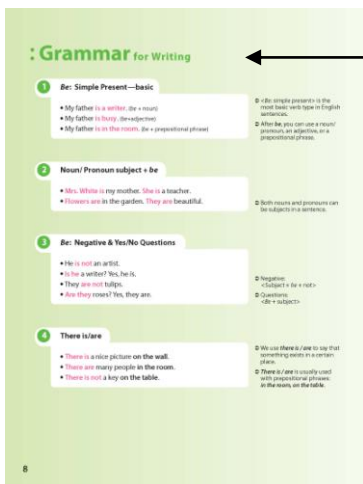 : Grammar for Writing
1 Be: Simple Present—basic
• My father is a writer. (be + noun)
• My father is busy. (be+adjective)
• My father is in the room. (be + prepositional phrase)
<Be: simple present> is the
most basic verb type in English
sentences.
After be, you can use a noun/
pronoun, an adjective, or a
prepositional phrase.
2 Noun/ Pronoun subject + be
• Mrs. White is my mother. She is a teacher.
• Flowers are in the garden. They are beautiful.
Both nouns and pronouns can
be subjects in a sentence.
3 Be: Negative & Yes/No Questions
• He is not an artist.
• Is he a writer? Yes, he is.
• They are not tulips.
• Are they roses? Yes, they are.
Negative:
<Subject + be + not>
Questions:
<Be + subject>
4 There is/are
• There is a nice picture on the wall.
• There are many people in the room.
• There is not a key on the table.
We use there is / are to say that
something exists in a certain
place.
There is / are is usually used
with prepositional phrases:
in the room, on the table.
8